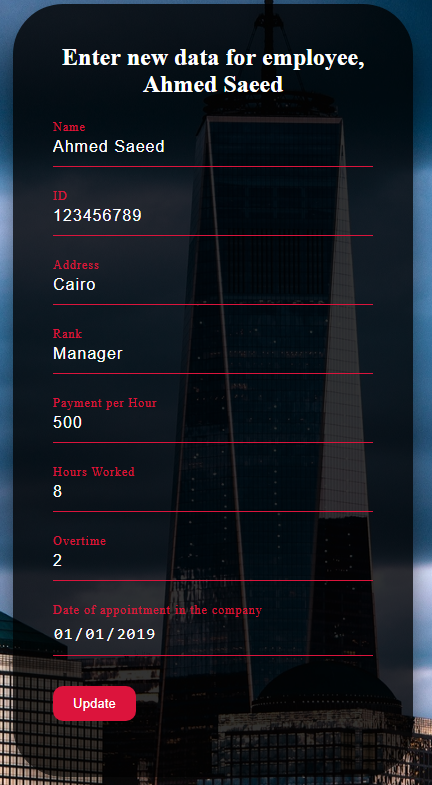 Enter new data for employee,
Ahmed Saeed
Name
Ahmed Saeed
ID
123456789
Address
Cairo
Rank
Manager
Payment per Hour
500
Hours Worked
8
Overtime
2
Date of appointment in the company
01/01/2019
Update